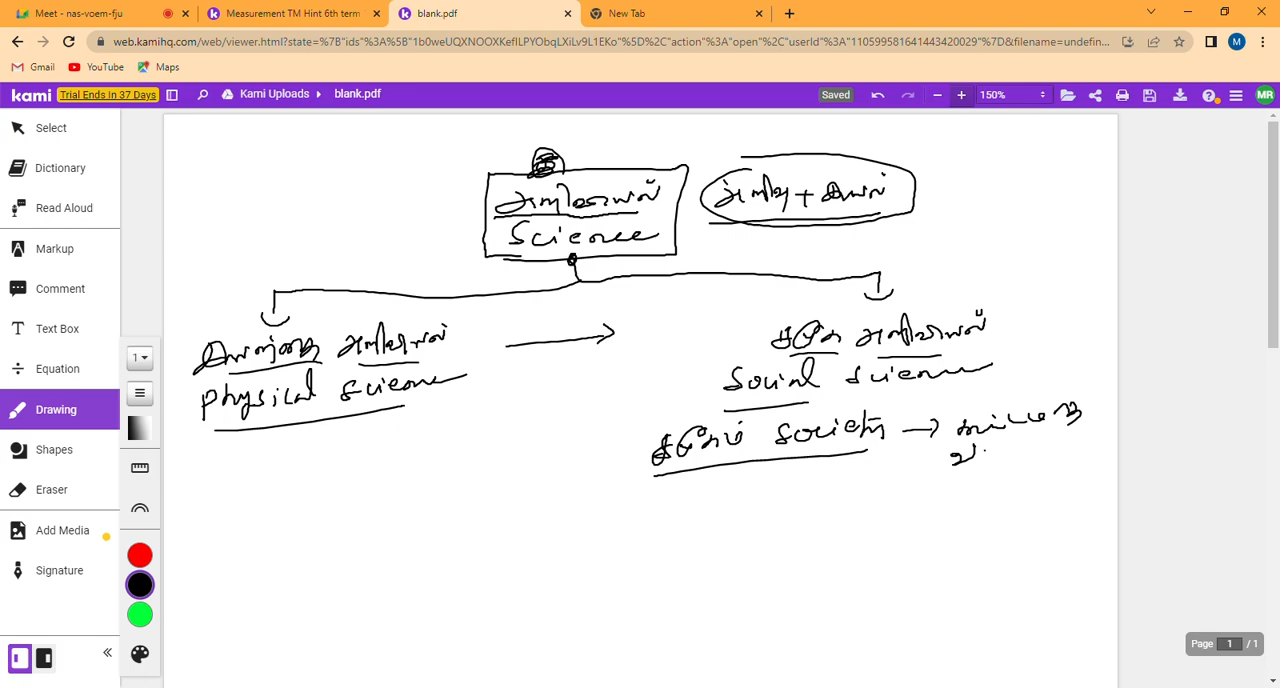 Meet - nas-voem-fju
Measurement TM Hint 6th term
blank.pdf
New Tab
web.kamihq.com/web/viewer.html?state=%7B"ids"%3A%5B"1b0weUQXNOOXKefILPYObqLXiLv9L1EKo"%5D%2C"action"%3A"open"%2C"userId"%3A"110599581641443420029"%7D&filename=undefin...
Gmail
YouTube
Maps
kami
Trial Ends In 37 Days
Kami Uploads
blank.pdf
Saved
150%
MR
Select
Dictionary
Read Aloud
Markup
Comment
Text Box
Equation
Drawing
Shapes
Eraser
Add Media
Signature
1
அறிவியல்
அறிவு + இயல்
Science
அறிவியல்
சமூக அறிவியல்
physical science
Social science
சமூகம் society →
Page 1 / 1